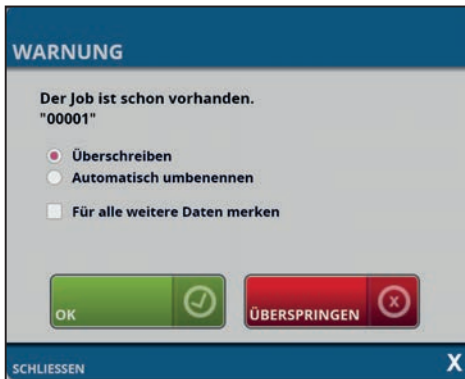 WARNUNG
Der Job ist schon vorhanden.
"00001"
Überschreiben
Automatisch umbenennen
Für alle weitere Daten merken
OK
ÜBERSPRINGEN
SCHLIESSEN
X